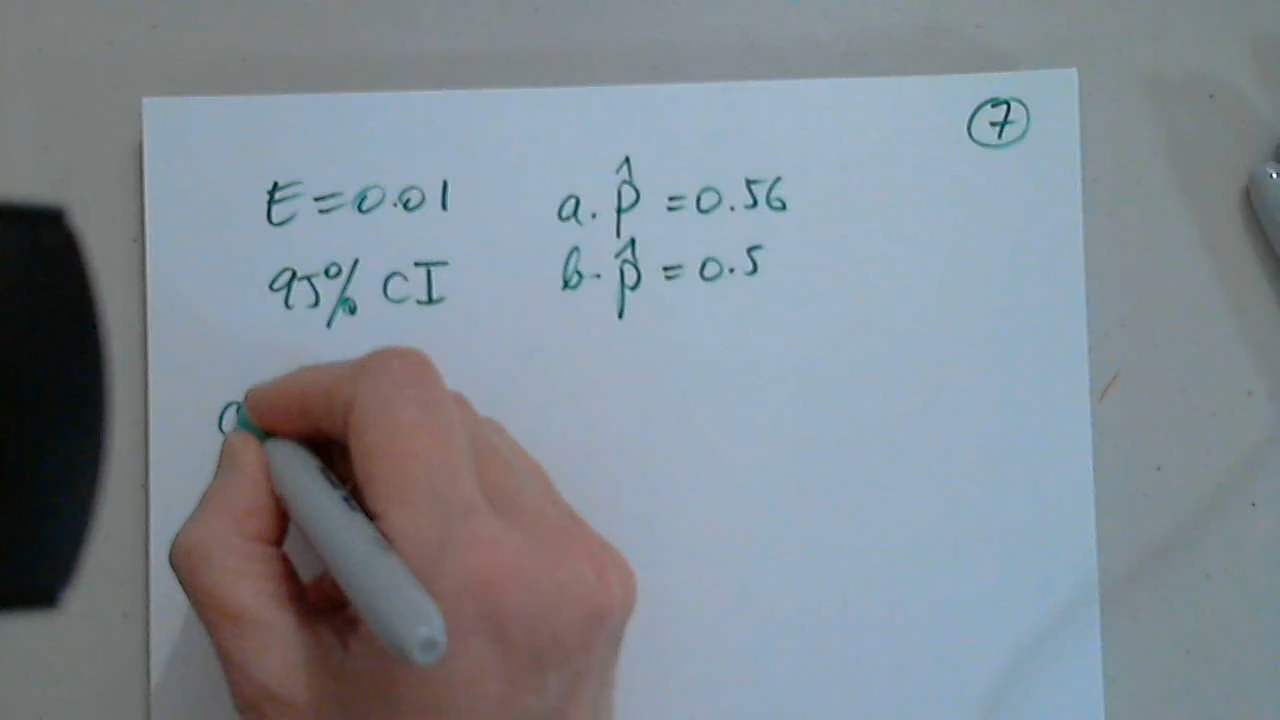 7
E = 0.01 a. p̂ = 0.56
95% CI b. p̂ = 0.5
a